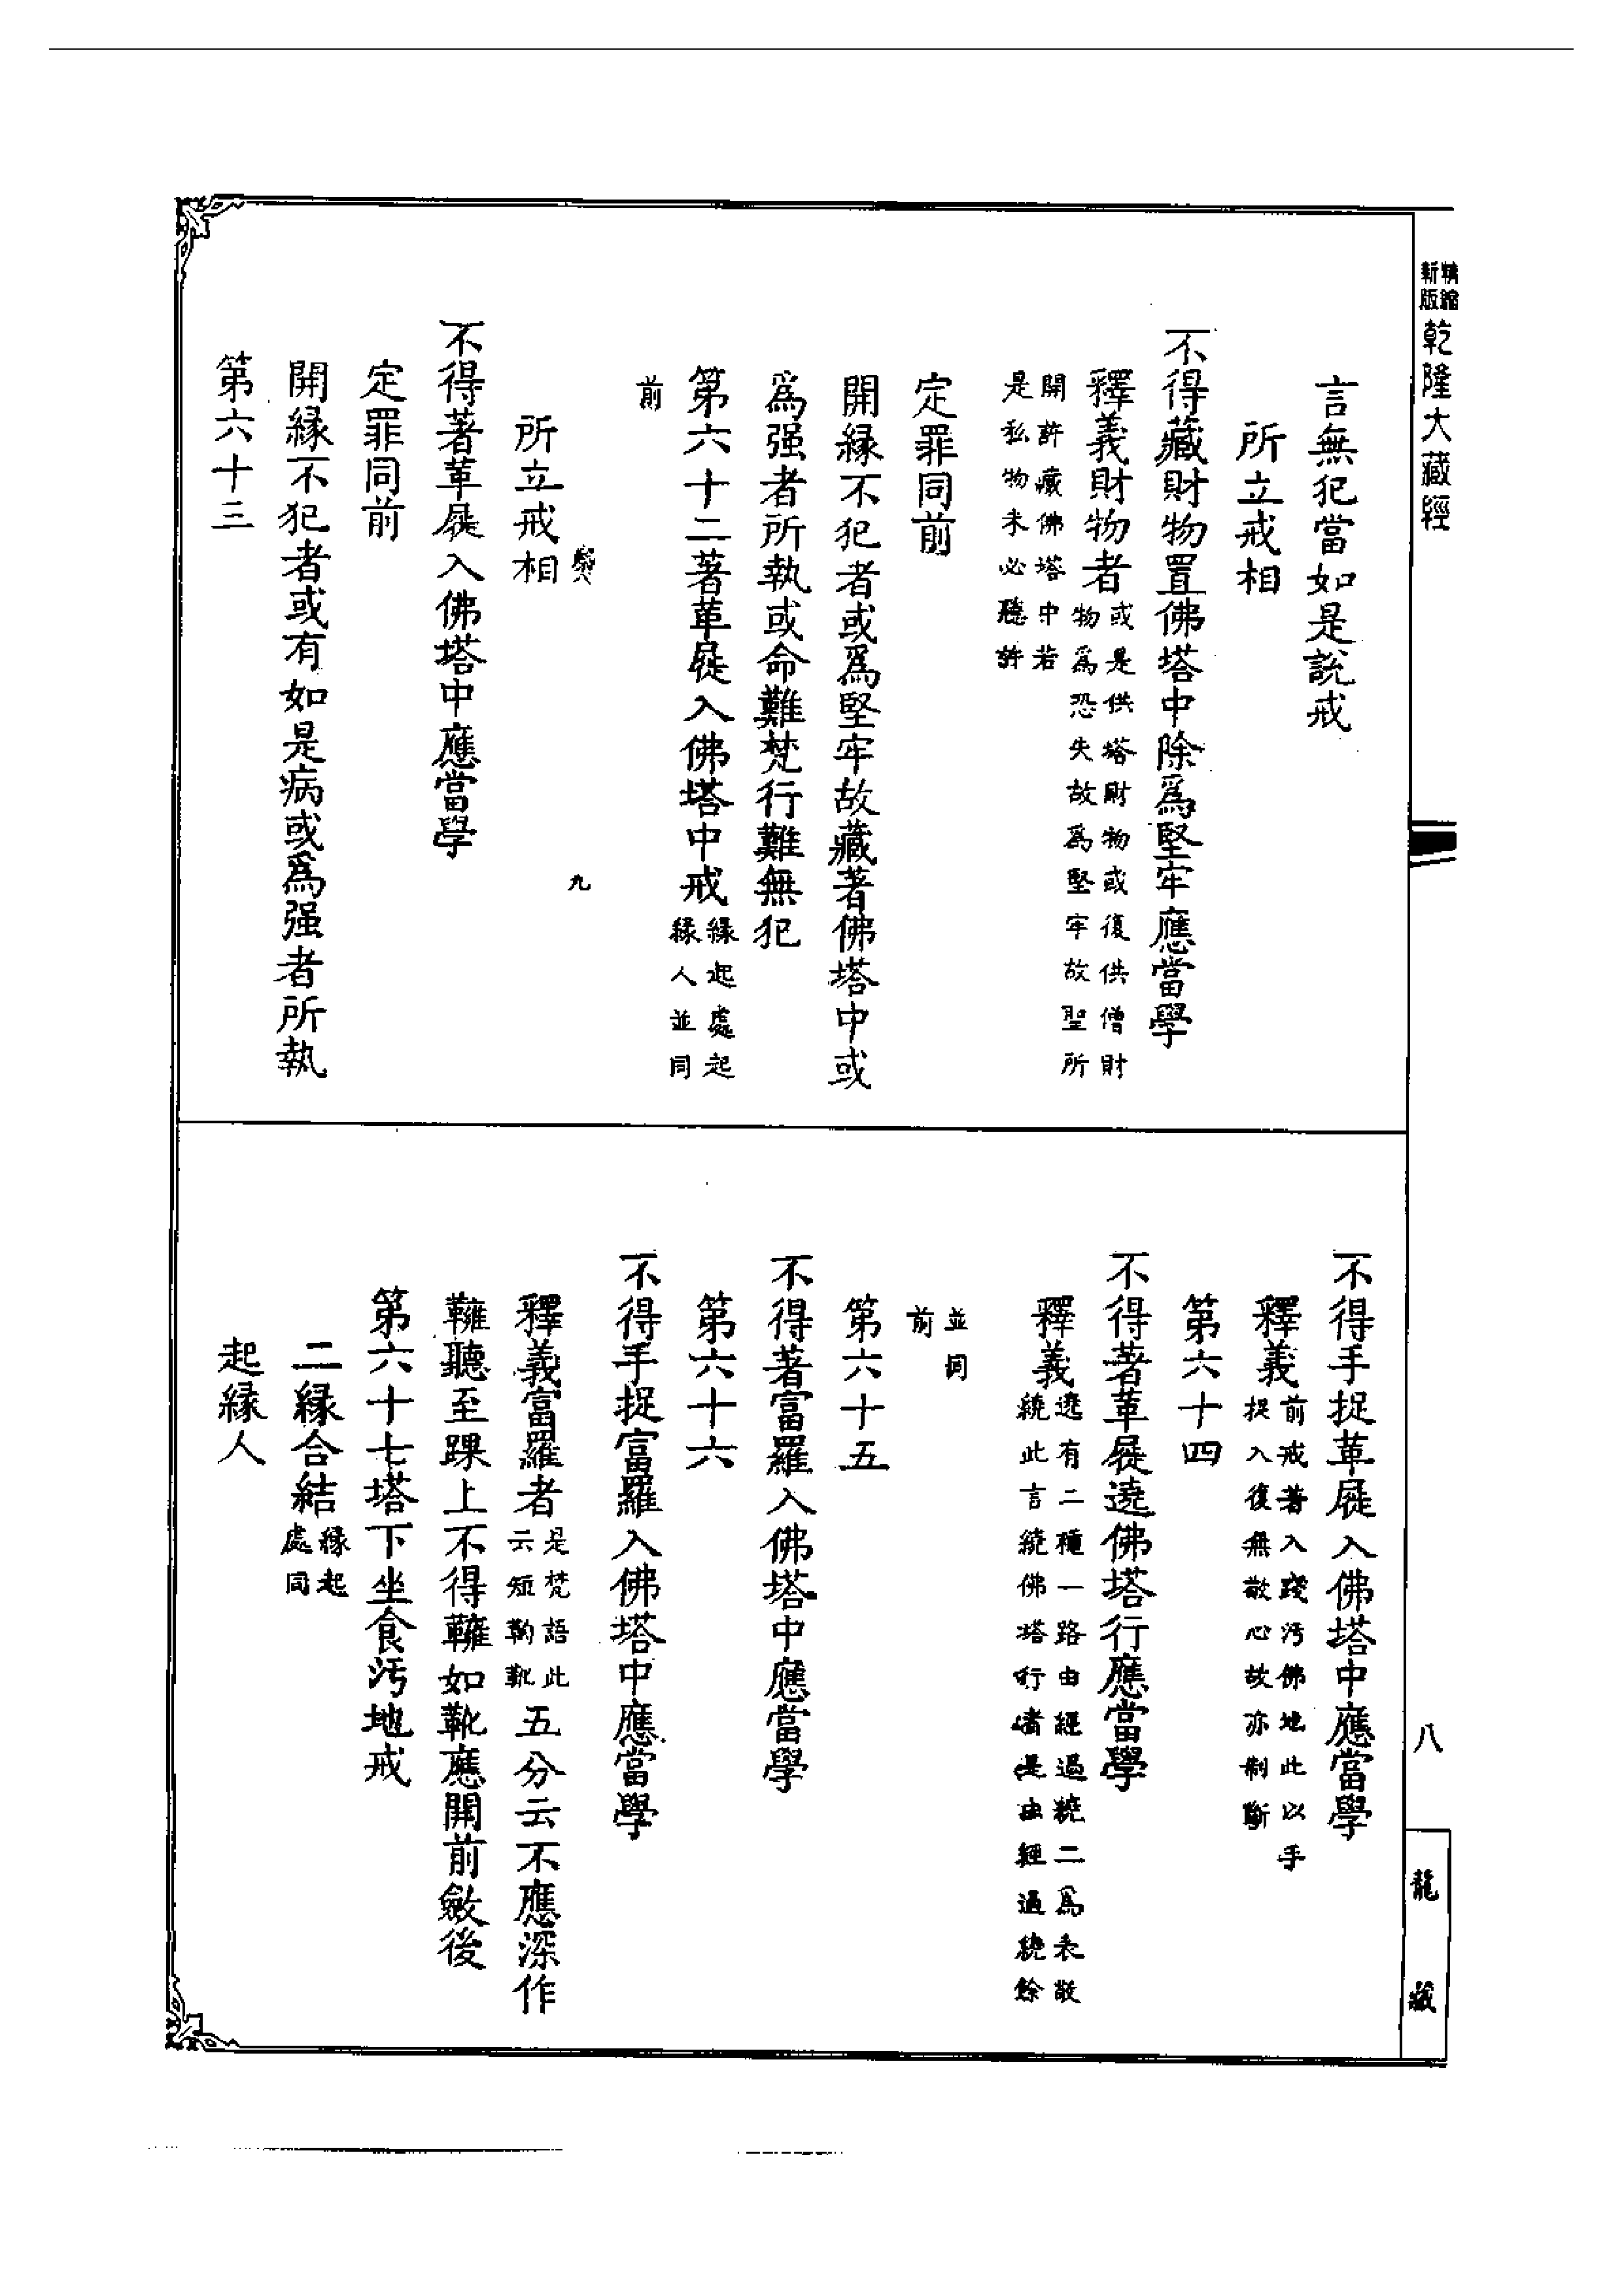 精縮新版 乾隆大藏經
言無犯當如是說戒
所立戒相
不得藏財物置佛塔中除爲堅牢應當學
釋義財物者或是供塔財物或復供僧財物爲恐失故爲堅牢故聖所
開許藏佛塔中若是私物未必聽許
定罪同前
開緣不犯者或爲堅牢故藏著佛塔中或
爲强者所執或命難梵行難無犯
第六十二著革屣入佛塔中戒緣起處起緣人並同
前
九
所立戒相
不得著革屣入佛塔中應當學
定罪同前
開緣不犯者或有如是病或爲强者所執
第六十三
不得手捉革屣入佛塔中應當學
釋義前戒著入踐汚佛地此以手捉入復無敬心故亦制斷
第六十四
不得著革屣遶佛塔行應當學
釋義遶有二種一路由經過繞二爲表敬繞此言繞佛塔行者是由經過繞餘
並同前
第六十五
不得著富羅入佛塔中應當學
第六十六
不得手捉富羅入佛塔中應當學
釋義富羅者是梵語此云短靿靴五分云不應深作
䩺聽至踝上不得䩺如靴應開前斂後
第六十七塔下坐食汚地戒
二緣合結緣起處同
起緣人
八
龍藏